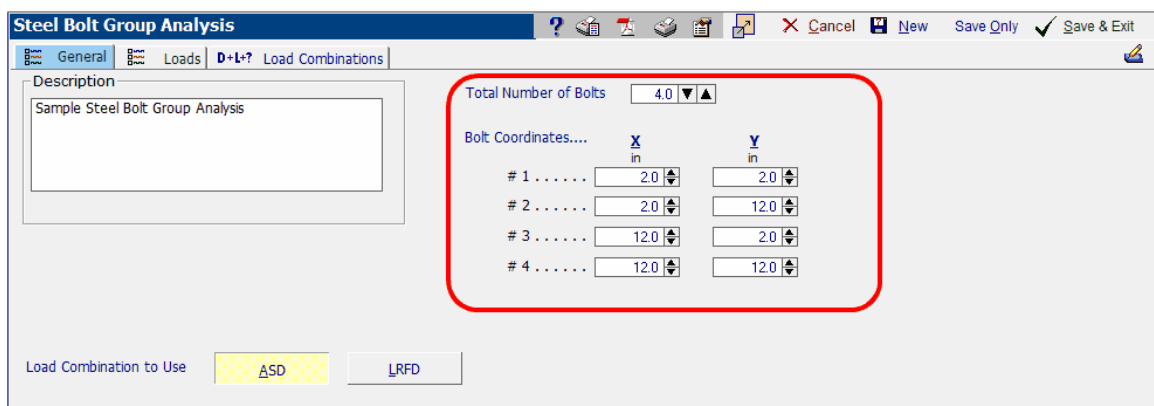 Steel Bolt Group Analysis ? Cancel New Save Only Save & Exit
General Loads D+L+? Load Combinations
Description
Sample Steel Bolt Group Analysis
Total Number of Bolts 4.0
Bolt Coordinates.... X Y
in in
# 1 . . . . . . 2.0 2.0
# 2 . . . . . . 2.0 12.0
# 3 . . . . . . 12.0 2.0
# 4 . . . . . . 12.0 12.0
Load Combination to Use ASD LRFD